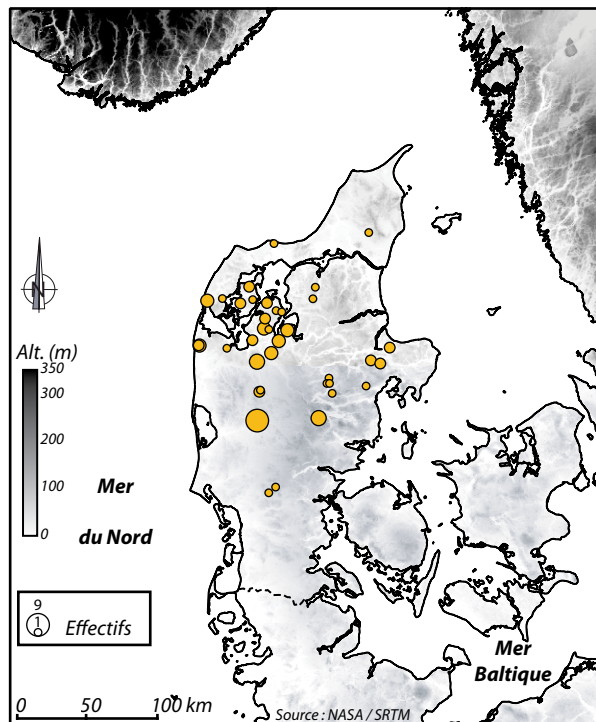 Alt. (m)
350
300
200
100
0
Mer
du Nord
9
1
Effectifs
Mer
Baltique
0
50
100 km
Source : NASA / SRTM